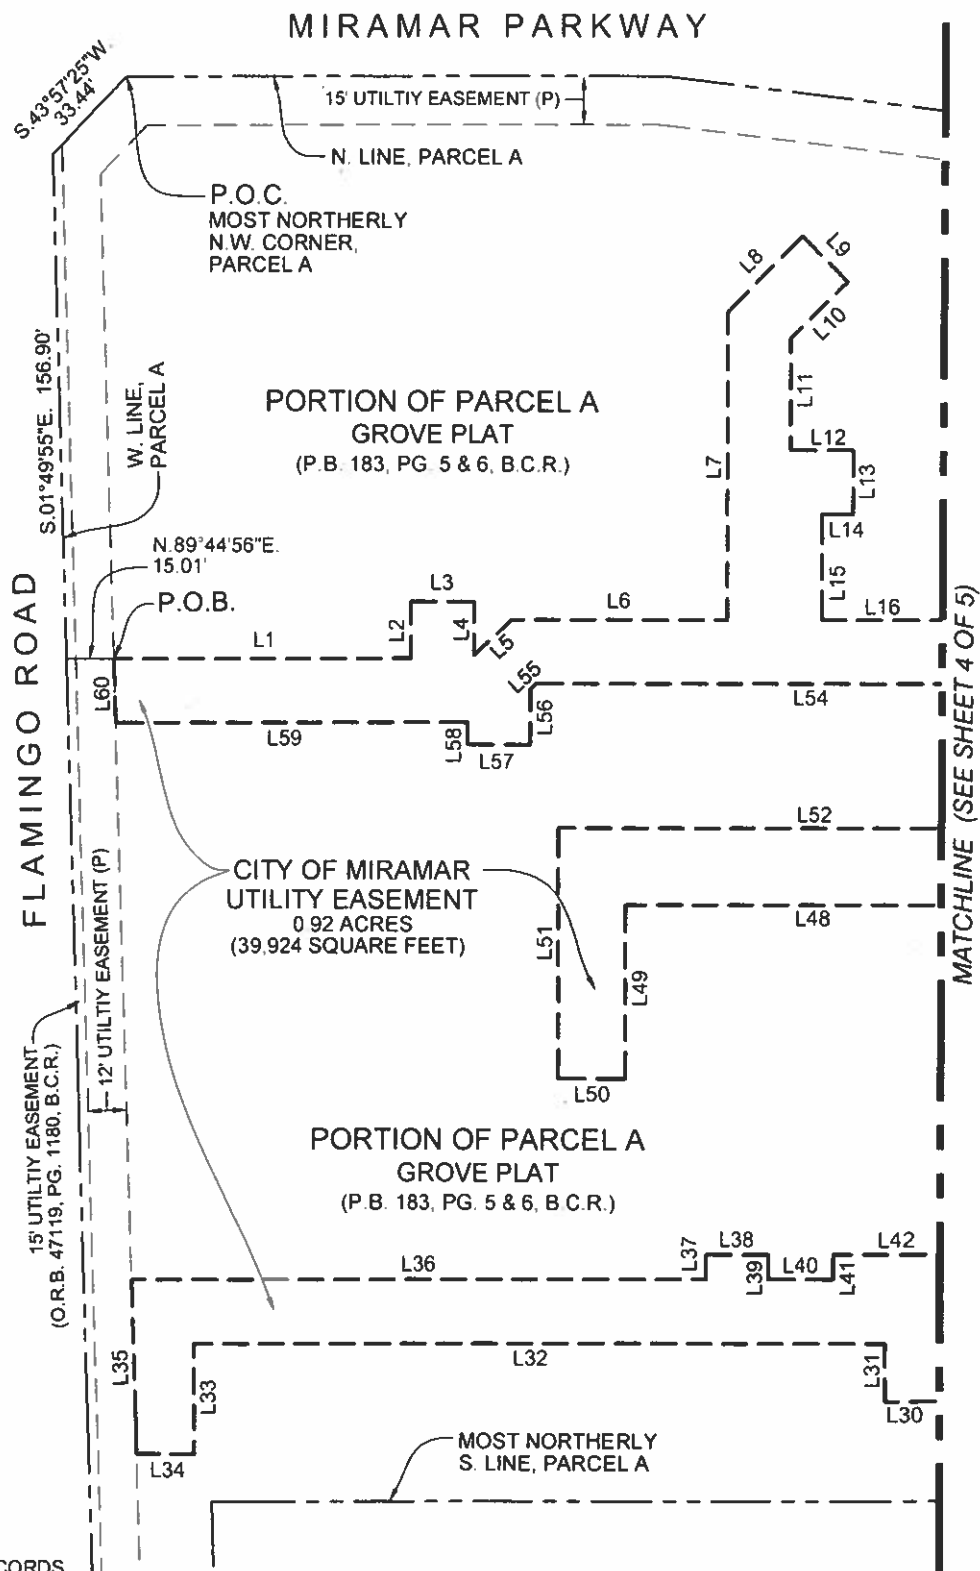 MIRAMAR PARKWAY
S.43°57'25"W.
33.44'
15' UTILTIY EASEMENT (P)
N. LINE, PARCEL A
P.O.C.
MOST NORTHERLY
N.W. CORNER,
PARCEL A
L8
L9
L10
S.01°49'55"E. 156.90'
W. LINE,
PARCEL A
PORTION OF PARCEL A
GROVE PLAT
(P.B. 183, PG. 5 & 6, B.C.R.)
L7
L11
L12
L13
L14
L15
L16
N.89°44'56"E.
15.01'
P.O.B.
FLAMINGO ROAD
L1
L2
L3
L4
L5
L6
L60
L59
L58
L57
L56
L55
L54
MATCHLINE (SEE SHEET 4 OF 5)
L52
CITY OF MIRAMAR
UTILITY EASEMENT
0.92 ACRES
(39,924 SQUARE FEET)
L51
L48
L49
L50
12' UTILTIY EASEMENT (P)
15' UTILTIY EASEMENT
(O.R.B. 47119, PG. 1180, B.C.R.)
PORTION OF PARCEL A
GROVE PLAT
(P.B. 183, PG. 5 & 6, B.C.R.)
L36
L37
L38
L39
L40
L41
L42
L35
L33
L32
L31
L30
L34
MOST NORTHERLY
S. LINE, PARCEL A
CORDS